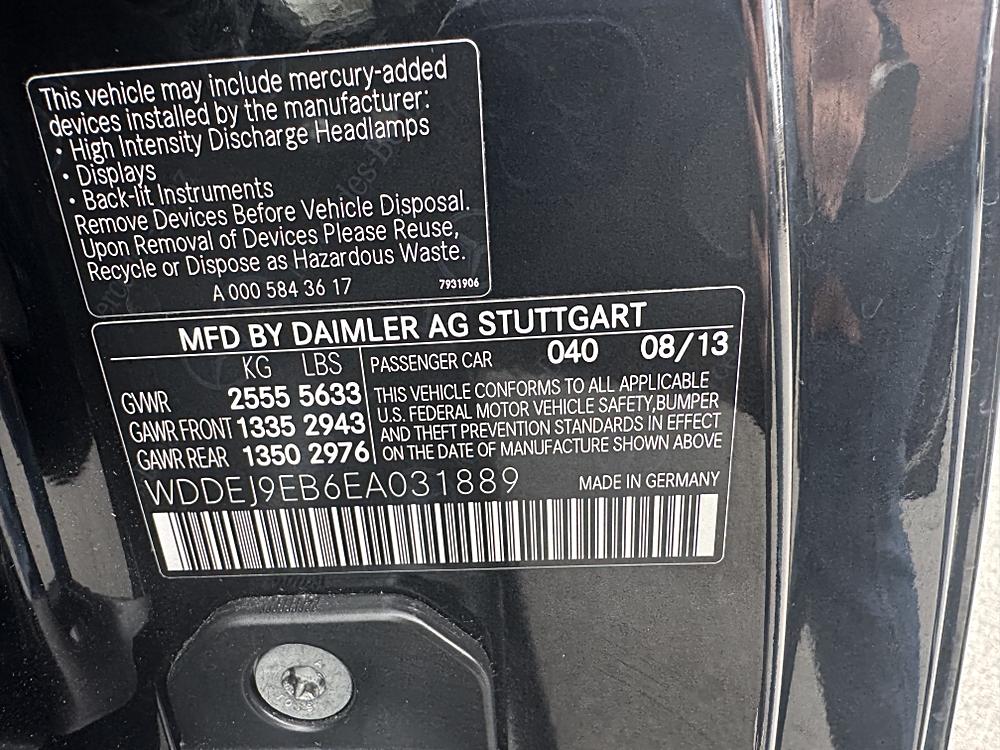 This vehicle may include mercury-added
devices installed by the manufacturer:
• High Intensity Discharge Headlamps
• Displays
• Back-lit Instruments
Remove Devices Before Vehicle Disposal.
Upon Removal of Devices Please Reuse,
Recycle or Dispose as Hazardous Waste.
A 000 584 36 17 7931906
MFD BY DAIMLER AG STUTTGART
KG LBS PASSENGER CAR 040 08/13
GWWR 2555 5633
GAWR FRONT 1335 2943
GAWR REAR 1350 2976
THIS VEHICLE CONFORMS TO ALL APPLICABLE
U.S. FEDERAL MOTOR VEHICLE SAFETY,BUMPER
AND THEFT PREVENTION STANDARDS IN EFFECT
ON THE DATE OF MANUFACTURE SHOWN ABOVE
WDDEJ9EB6EA031889 MADE IN GERMANY